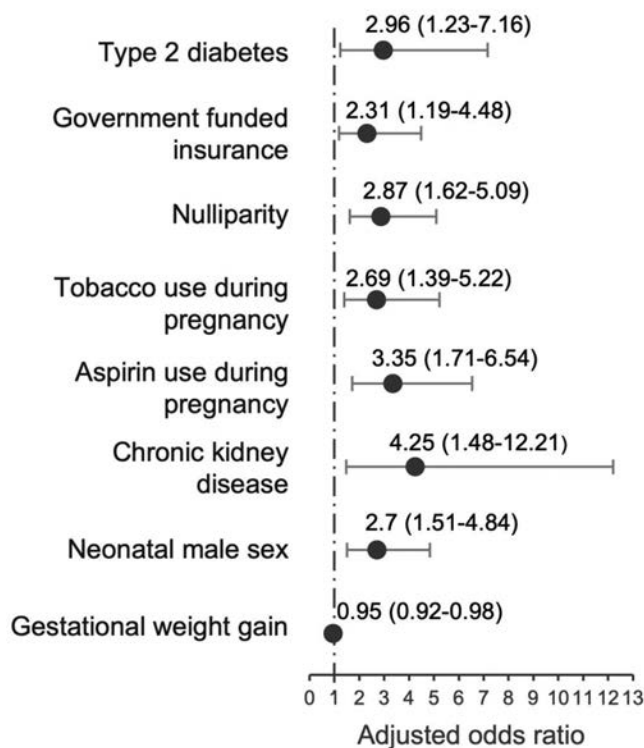 2.96 (1.23-7.16)
Type 2 diabetes
2.31 (1.19-4.48)
Government funded
insurance
2.87 (1.62-5.09)
Nulliparity
2.69 (1.39-5.22)
Tobacco use during
pregnancy
3.35 (1.71-6.54)
Aspirin use during
pregnancy
4.25 (1.48-12.21)
Chronic kidney
disease
2.7 (1.51-4.84)
Neonatal male sex
0.95 (0.92-0.98)
Gestational weight gain
0 1 2 3 4 5 6 7 8 9 10 11 12 13
Adjusted odds ratio